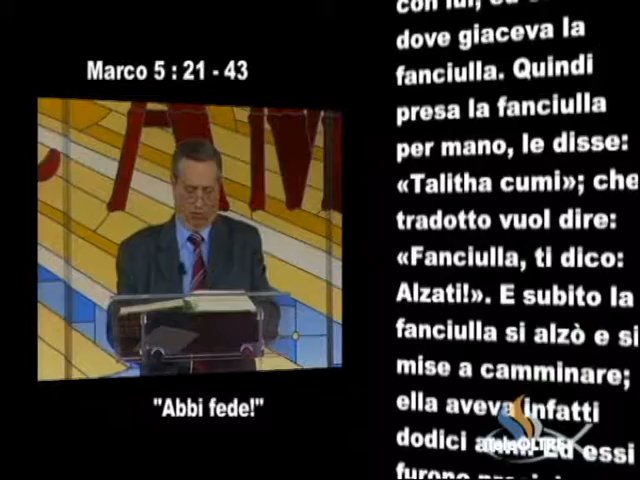 Marco 5 : 21 - 43
"Abbi fede!"
con lui, ed
dove giaceva la
fanciulla. Quindi
presa la fanciulla
per mano, le disse:
«Talitha cumi»; che
tradotto vuol dire:
«Fanciulla, ti dico:
Alzati!». E subito la
fanciulla si alzò e si
mise a camminare;
ella aveva infatti
dodici Ed essi
furono
TeleOLTRE